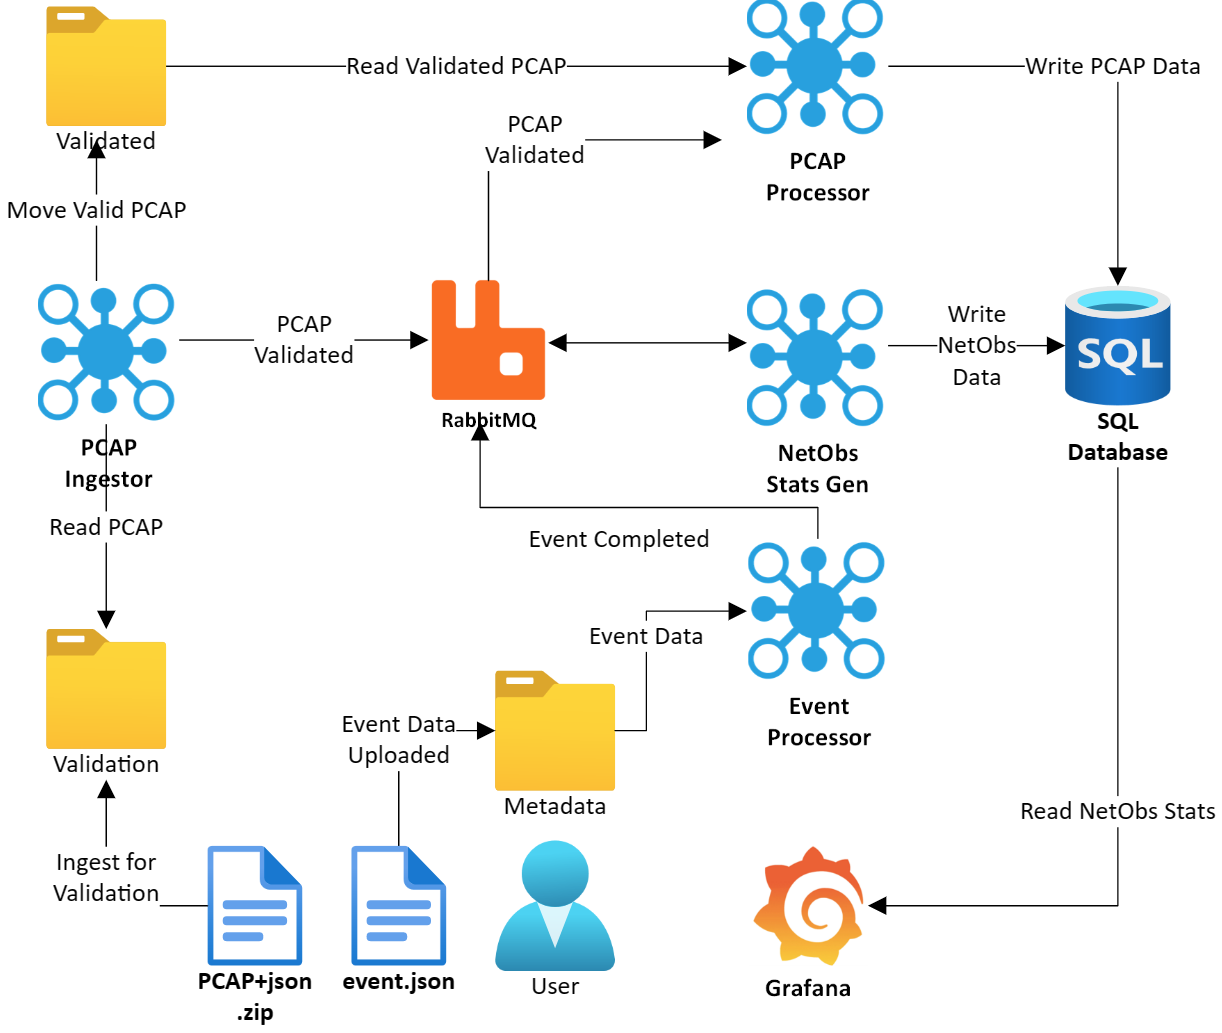 Read Validated PCAP
Write PCAP Data
PCAP
Validated
Validated
PCAP
Processor
Move Valid PCAP
PCAP
Validated
Write
NetObs
Data
SQL
RabbitMQ
SQL
Database
PCAP
Ingestor
NetObs
Stats Gen
Read PCAP
Event Completed
Event Data
Event
Processor
Event Data
Uploaded
Validation
Metadata
Read NetObs Stats
Ingest for
Validation
PCAP+json
.zip
event.json
User
Grafana